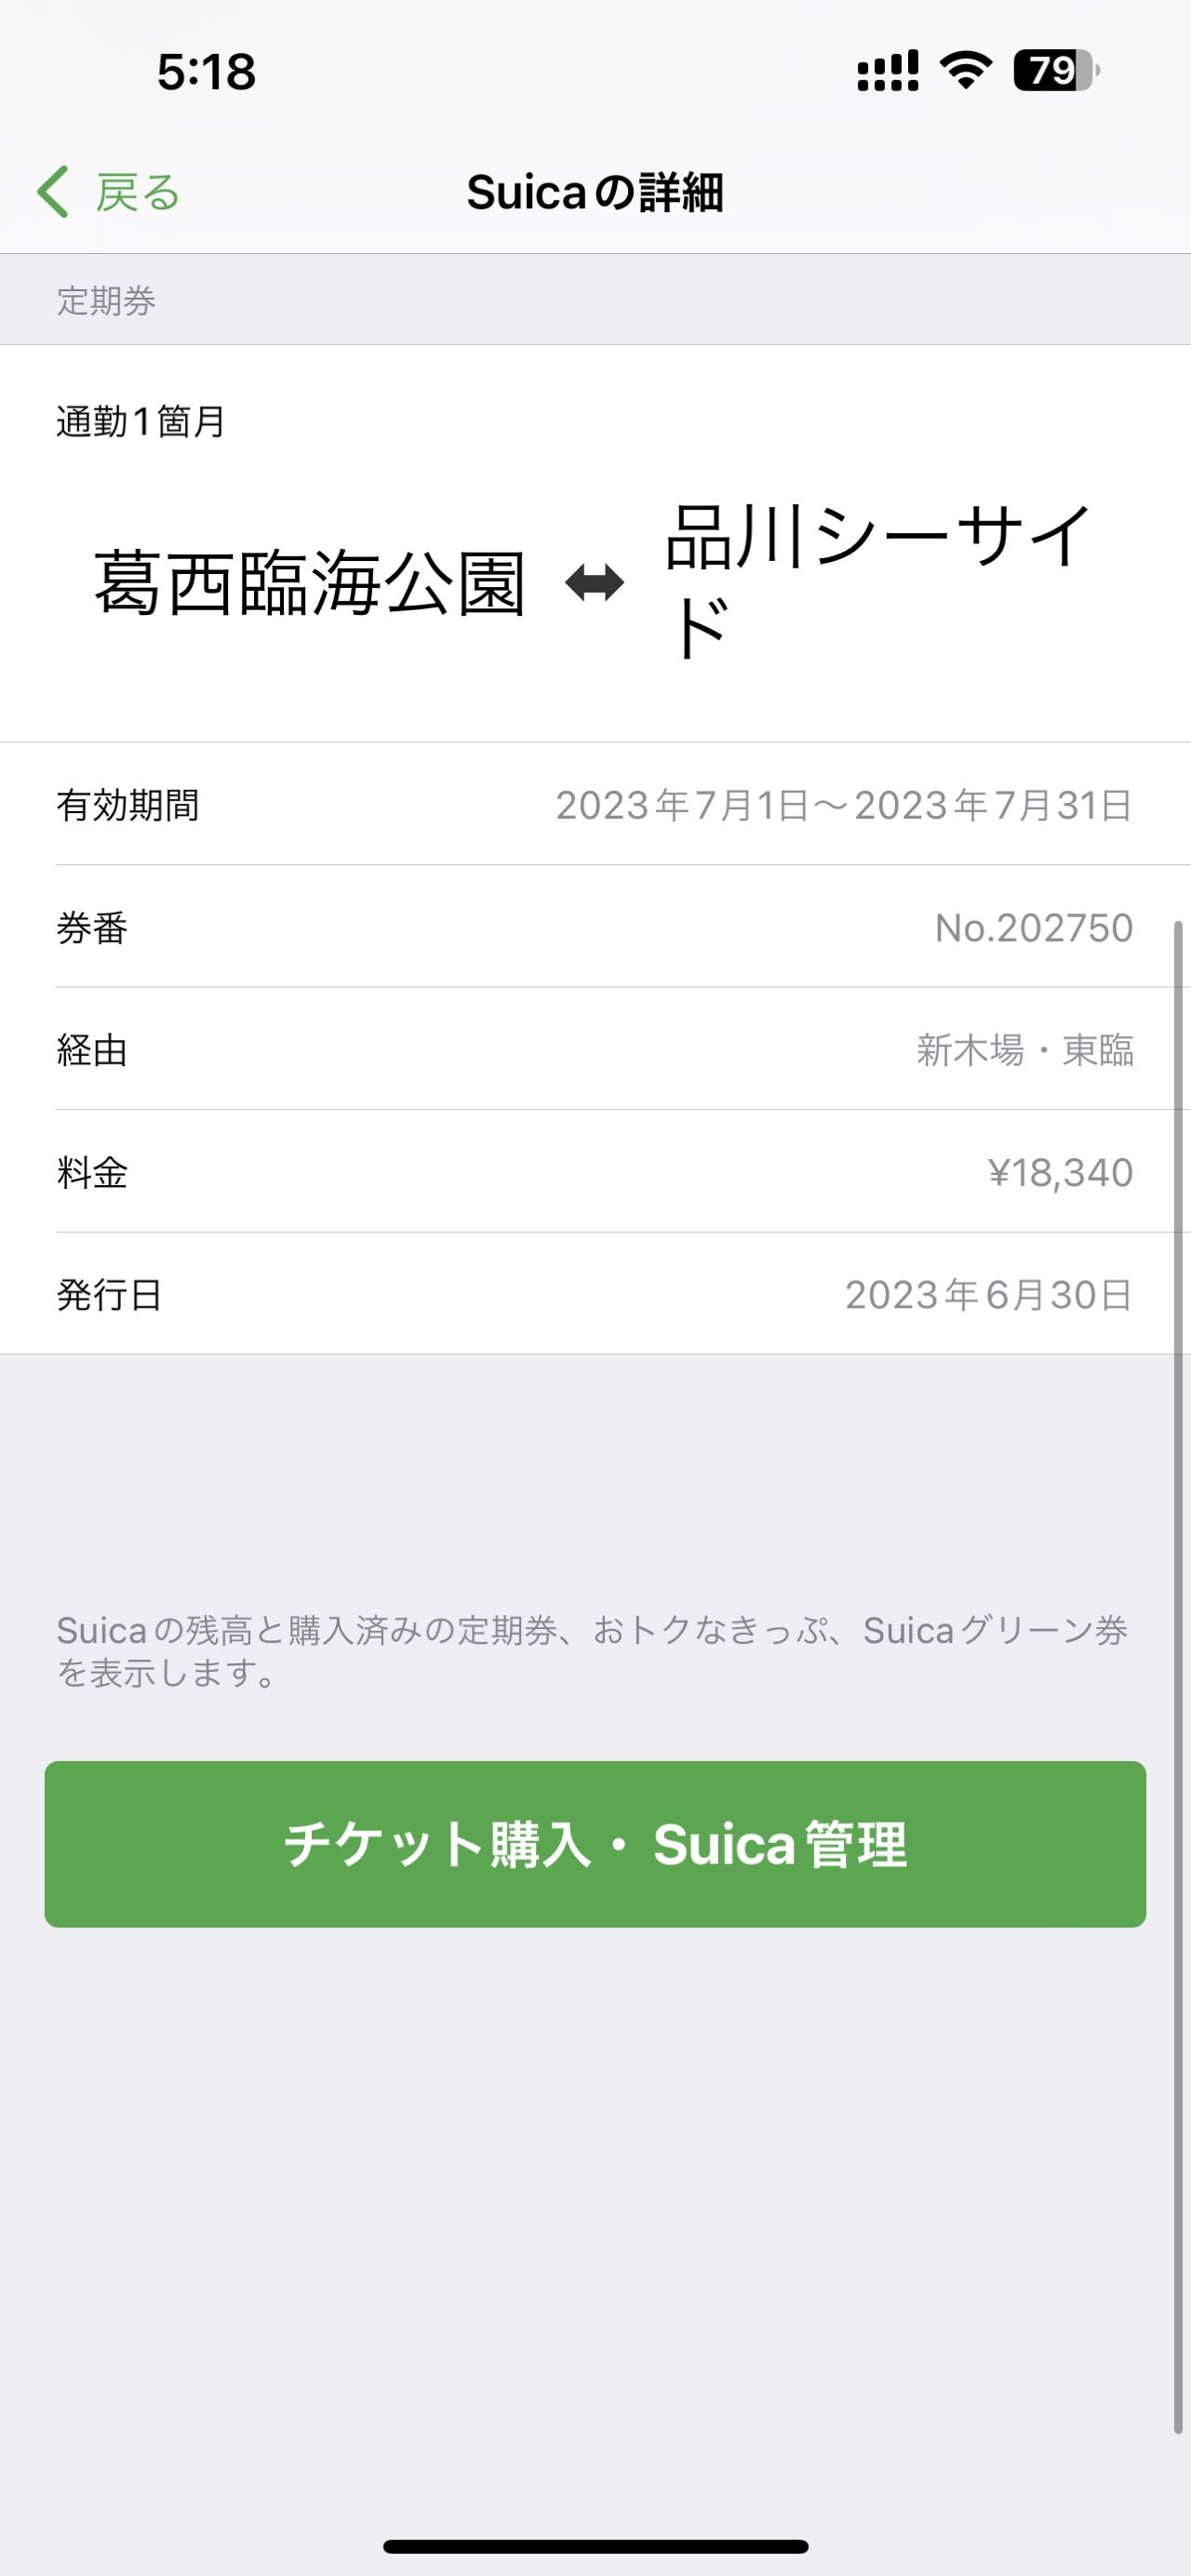 5:18
79
戻る
Suicaの詳細
定期券
通勤1箇月
葛西臨海公園
品川シーサイ
ド
有効期間 2023年7月1日〜2023年7月31日
券番 No.202750
経由 新木場・東臨
料金 ¥18,340
発行日 2023年6月30日
Suicaの残高と購入済みの定期券、おトクなきっぷ、Suicaグリーン券
を表示します。
チケット購入・Suica管理